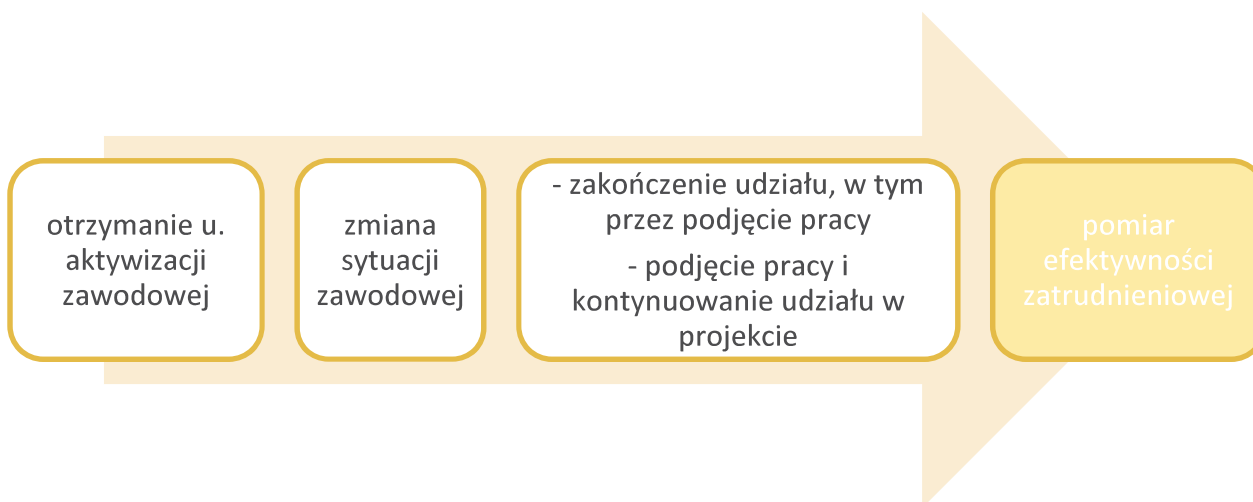 otrzymanie u.
aktywizacji
zawodowej
zmiana
sytuacji
zawodowej
- zakończenie udziału, w tym
przez podjęcie pracy
- podjęcie pracy i
kontynuowanie udziału w
projekcie
pomiar
efektywności
zatrudnieniowej